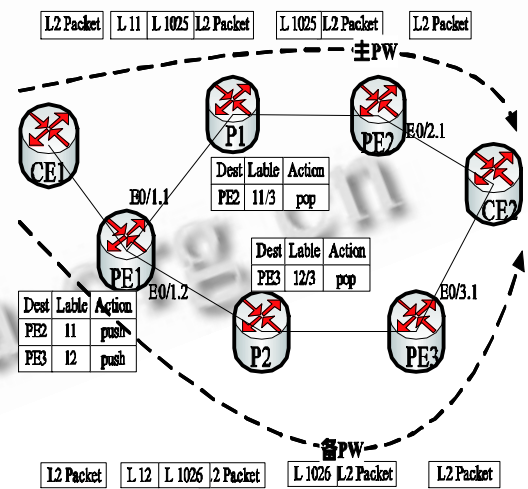 L2 Packet L 11 L 1025 L2 Packet L 1025 L2 Packet L2 Packet
主PW
P1
PE2
E0/2.1
CE1
Dest Lable Action
PE2 11/3 pop
CE2
E0/1.1
PE1
Dest Lable Action
PE3 12/3 pop
E0/1.2
E0/3.1
Dest Lable Action
PE2 11 push
PE3 12 push
P2
PE3
备PW
L2 Packet L 12 L 1026 L2 Packet L 1026 L2 Packet L2 Packet